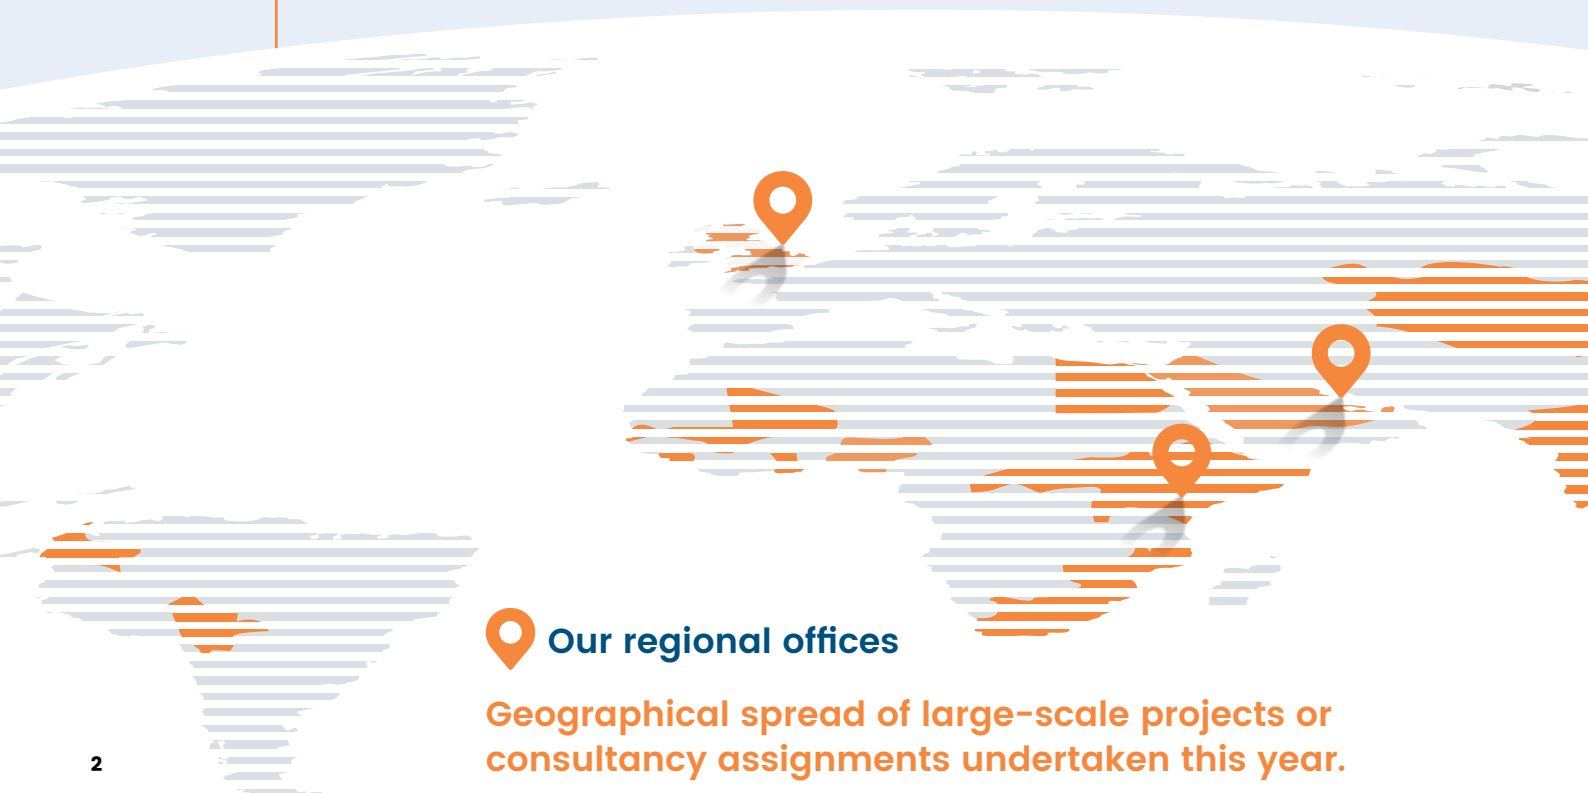 Our regional offices
Geographical spread of large-scale projects or
consultancy assignments undertaken this year.
2